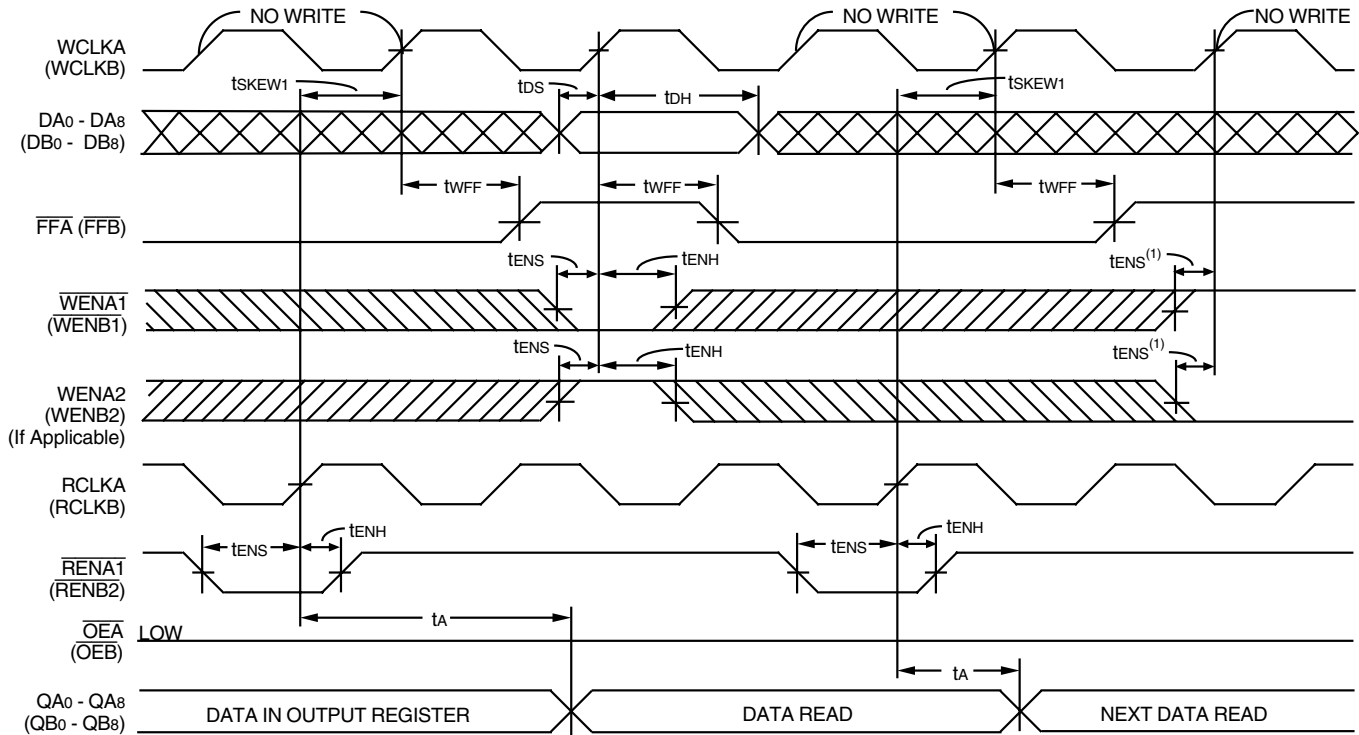 NO WRITE
NO WRITE
NO WRITE
WCLKA
(WCLKB)
tSKEW1
tDS
tDH
tSKEW1
DA0 - DA8
(DB0 - DB8)
tWFF
tWFF
tWFF
FFA (FFB)
tENS
tENH
tENS(1)
WENA1
(WENB1)
tENS
tENH
tENS(1)
WENA2
(WENB2)
(If Applicable)
RCLKA
(RCLKB)
tENS
tENH
tENS
tENH
RENA1
(RENB2)
tA
OEA
(OEB)
LOW
tA
QA0 - QA8
(QB0 - QB8)
DATA IN OUTPUT REGISTER
DATA READ
NEXT DATA READ